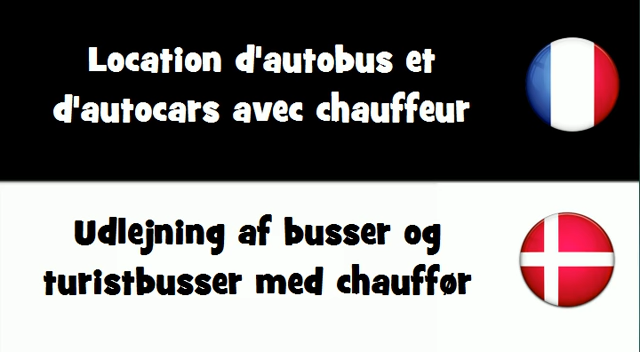 Location d'autobus et
d'autocars avec chauffeur
Udlejning af busser og
turistbusser med chauffør